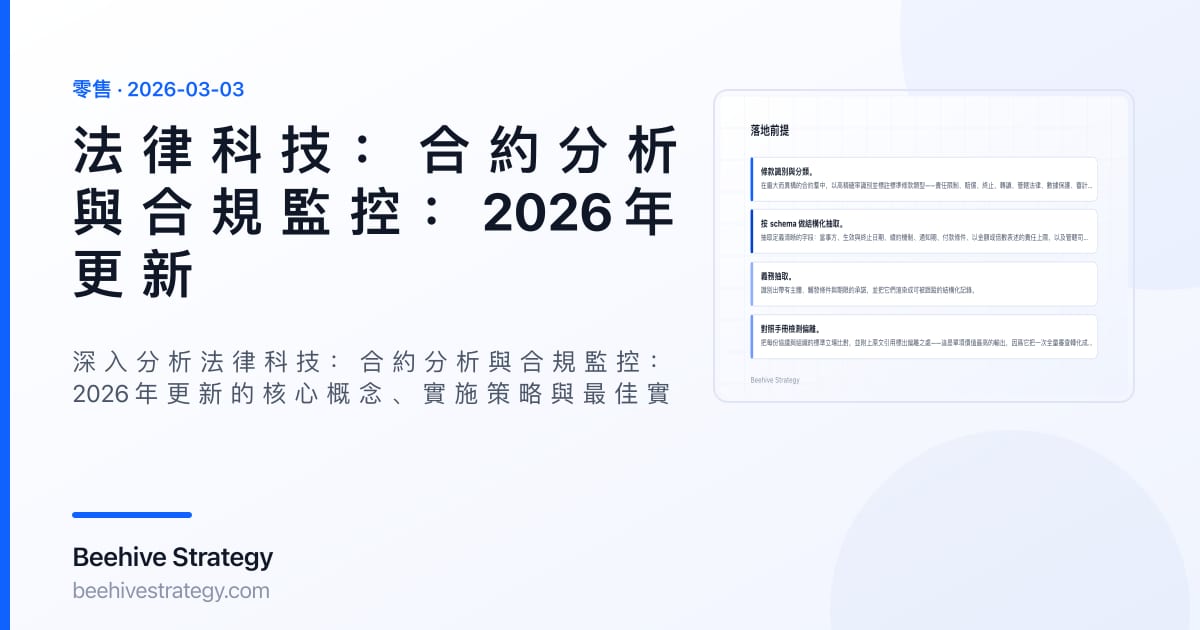 零售 · 2026-03-03
法律科技：合約分析
與合規監控：2026年
更新
深入分析法律科技：合約分析與合規監控：
2026年更新的核心概念、實施策略與最佳實
Beehive Strategy
beehivestrategy.com
落地前提
條款識別與分類。
在龐大而異構的合約集中，以高精確率識別並標註標準條款類型——責任限制、賠償、終止、轉讓、管轄法律、數據保護、審計…
按 schema 做結構化抽取。
抽取定義清晰的字段：當事方、生效與終止日期、續約機制、通知期、付款條件、以金額或倍數表述的責任上限、以及管轄司…
義務抽取。
識別出帶有主體、觸發條件與期限的承諾，並把它們渲染成可被跟蹤的結構化記錄。
對照手冊檢測偏離。
把每份協議與組織的標準立場比對，並附上原文引用標出偏離之處——這是單項價值最高的輸出，因爲它把一次全量審查轉化成…
Beehive Strategy